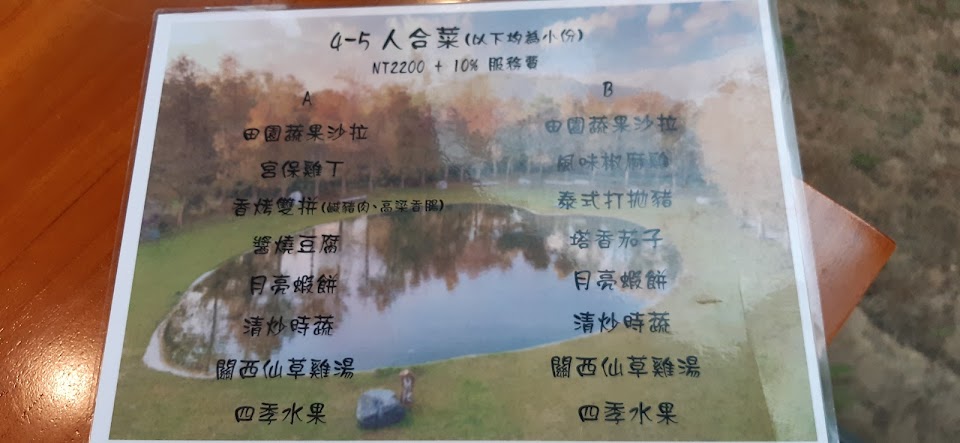 4-5人合菜(以下均為小份)
NT2200 + 10% 服務費
A
田園蔬果沙拉
宮保雞丁
香烤雙拼(鹹豬肉、高粱香腸)
醬燒豆腐
月亮蝦餅
清炒時蔬
關西仙草雞湯
四季水果
B
田園蔬果沙拉
風味椒麻雞
泰式打拋豬
塔香茄子
月亮蝦餅
清炒時蔬
關西仙草雞湯
四季水果